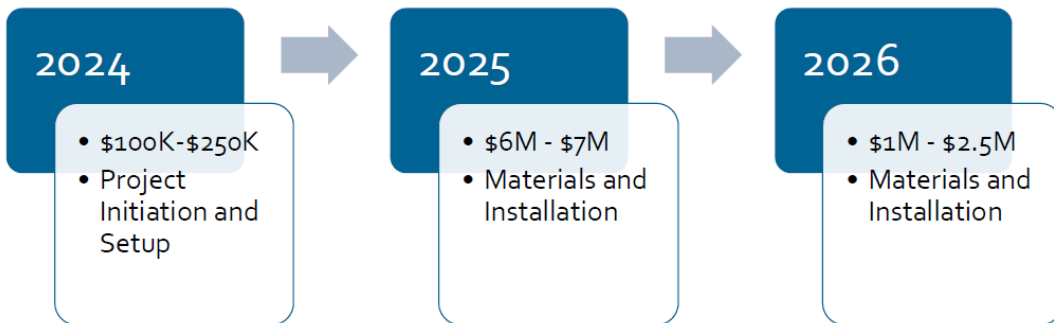 2024
• $100K-$250K
• Project
Initiation and
Setup
2025
• $6M - $7M
• Materials and
Installation
2026
• $1M - $2.5M
• Materials and
Installation